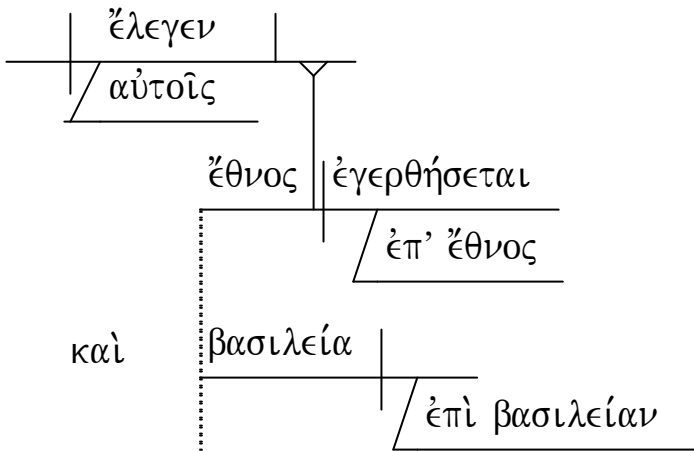 ἔλεγεν
αὐτοῖς
ἔθνος ἐγερθήσεται
ἐπ’ ἔθνος
καὶ βασιλεία
ἐπὶ βασιλείαν